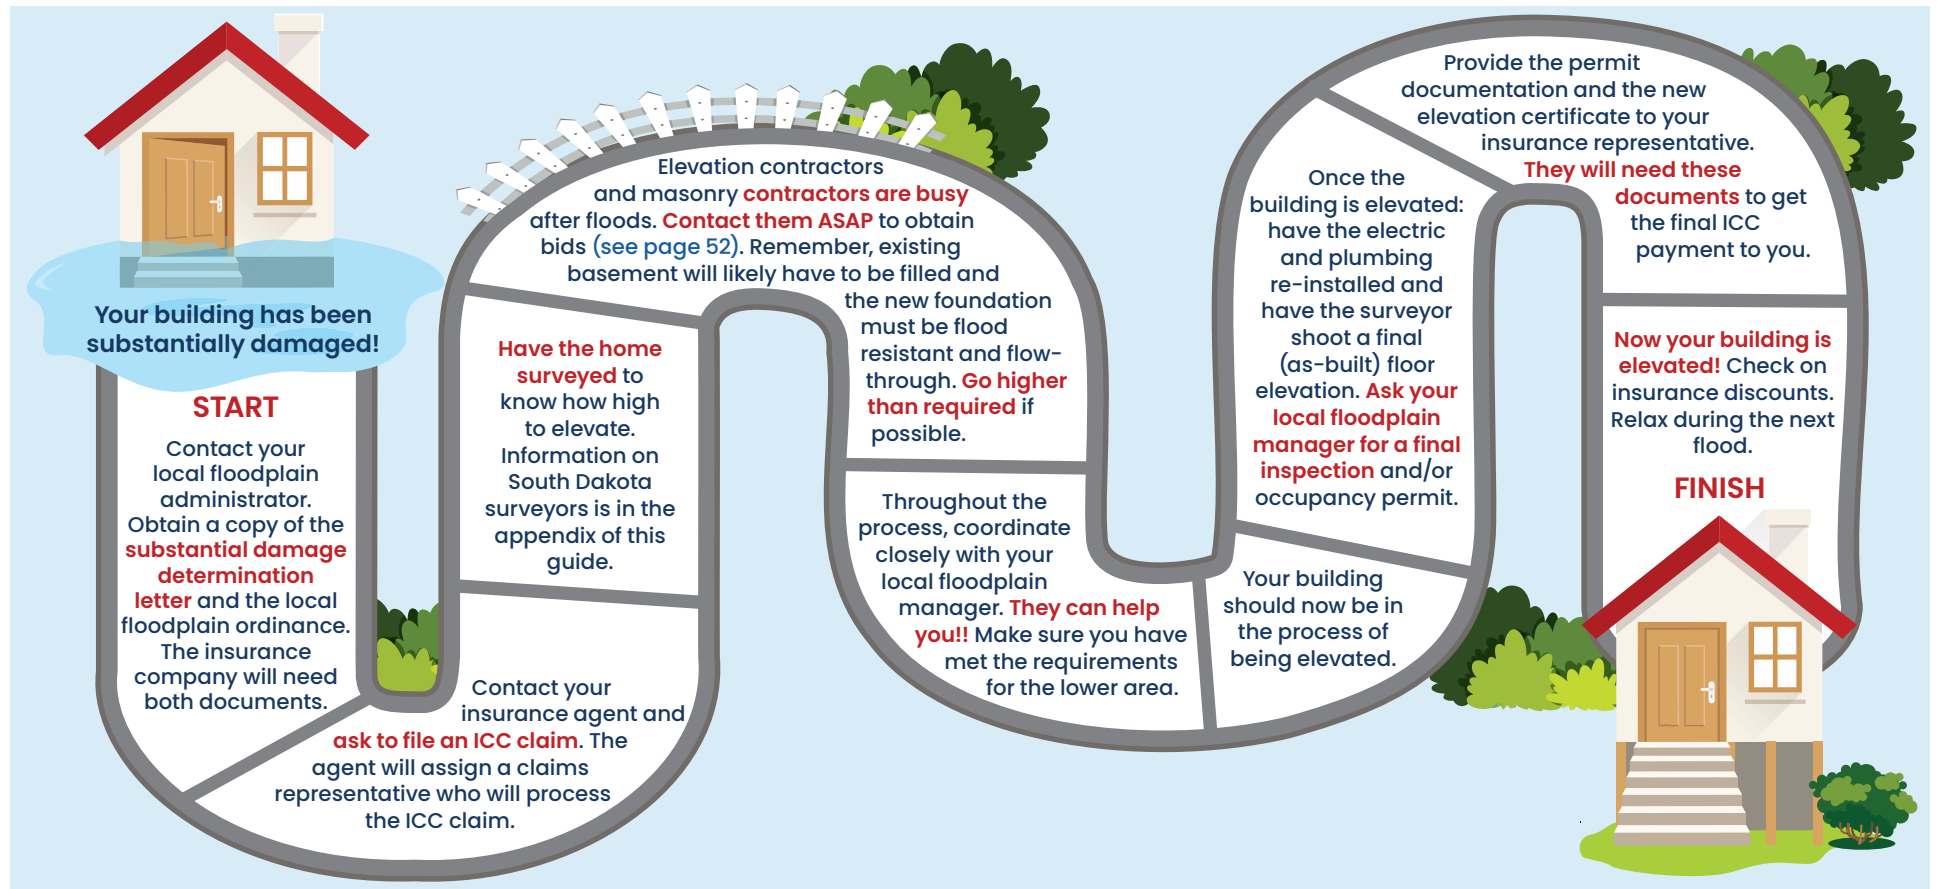 Your building has been
substantially damaged!
START
Contact your
local floodplain
administrator.
Obtain a copy of the
substantial damage
determination
letter and the local
floodplain ordinance.
The insurance
company will need
both documents.
Contact your
insurance agent and
ask to file an ICC claim. The
agent will assign a claims
representative who will process
the ICC claim.
Have the home
surveyed to
know how high
to elevate.
Information on
South Dakota
surveyors is in the
appendix of this
guide.
Elevation contractors
and masonry contractors are busy
after floods. Contact them ASAP to obtain
bids (see page 52). Remember, existing
basement will likely have to be filled and
the new foundation
must be flood
resistant and flow-
through. Go higher
than required if
possible.
Throughout the
process, coordinate
closely with your
local floodplain
manager. They can help
you!! Make sure you have
met the requirements
for the lower area.
Your building
should now be in
the process of
being elevated.
Once the
building is elevated:
have the electric
and plumbing
re-installed and
have the surveyor
shoot a final
(as-built) floor
elevation. Ask your
local floodplain
manager for a final
inspection and/or
occupancy permit.
Provide the permit
documentation and the new
elevation certificate to your
insurance representative.
They will need these
documents to get
the final ICC
payment to you.
Now your building is
elevated! Check on
insurance discounts.
Relax during the next
flood.
FINISH